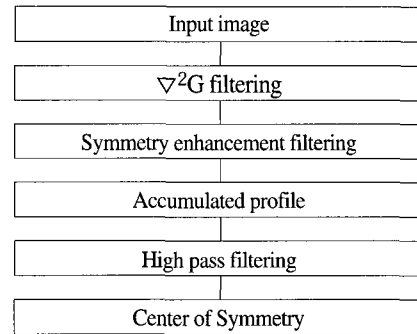 Input image
▽²G filtering
Symmetry enhancement filtering
Accumulated profile
High pass filtering
Center of Symmetry